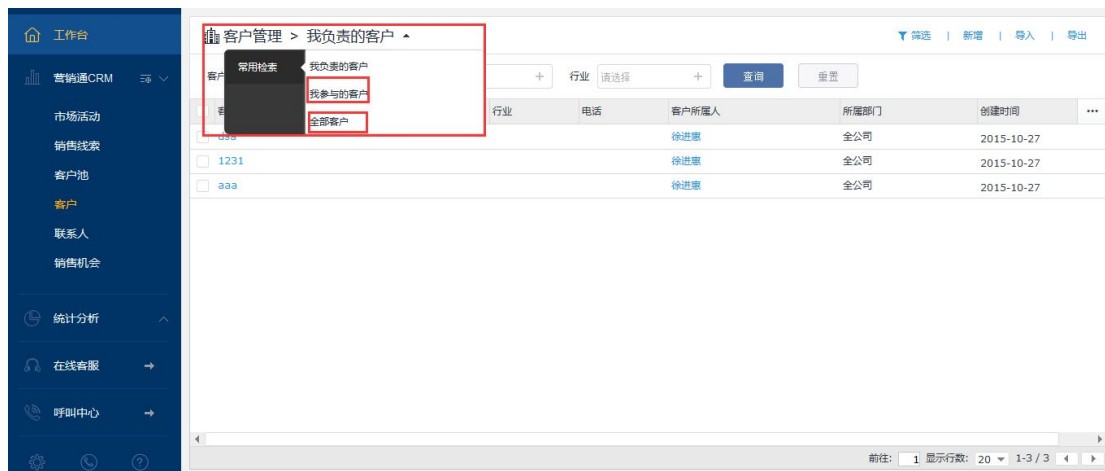 工作台
客户管理 > 我负责的客户
筛选 | 新增 | 导入 | 导出
营销通CRM
常用检索
我负责的客户
我参与的客户
全部客户
客户
行业 请选择
查询
重置
行业 电话 客户所属人 所属部门 创建时间 •••
dsa 徐进惠 全公司 2015-10-27
1231 徐进惠 全公司 2015-10-27
aaa 徐进惠 全公司 2015-10-27
市场活动
销售线索
客户池
客户
联系人
销售机会
统计分析
在线客服
呼叫中心
前往: 1 显示行数: 20 1-3 / 3